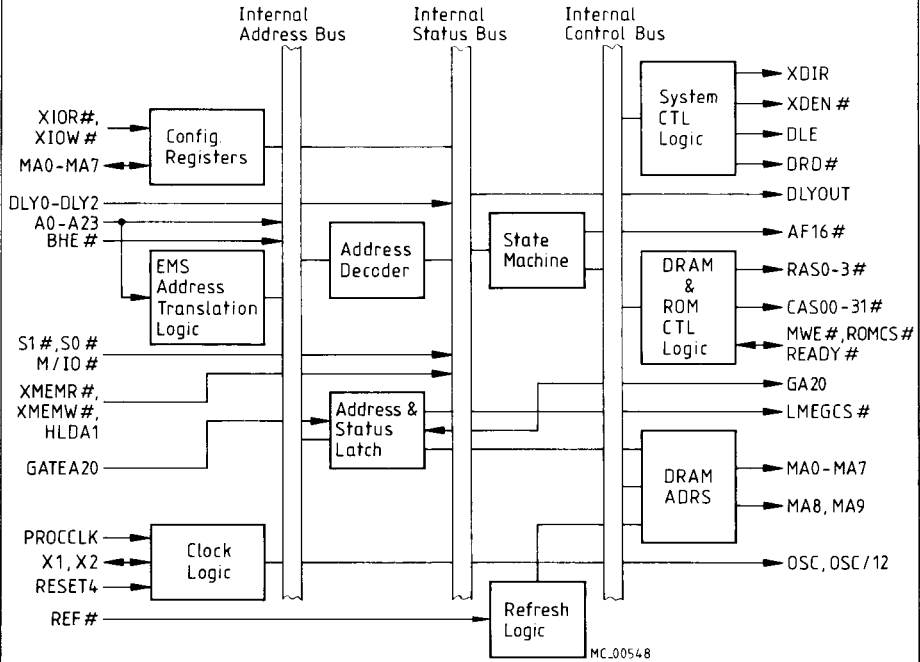 Internal
Address Bus
Internal
Status Bus
Internal
Control Bus
XIOR#,
XIOW#
MA0-MA7
Config.
Registers
System
CTL
Logic
XDIR
XDEN#
DLE
DRD#
DLY0-DLY2
A0-A23
BHE#
DLYOUT
EMS
Address
Translation
Logic
Address
Decoder
State
Machine
AF16#
DRAM
&
ROM
CTL
Logic
RAS0-3#
CAS00-31#
MWE#,ROMCS#
READY#
S1#,S0#
M/IO#
XMEMR#,
XMEMW#,
HLDA1
GATEA20
Address &
Status
Latch
GA20
LMEGCS#
DRAM
ADRS
MA0-MA7
MA8, MA9
PROCCLK
X1, X2
RESET4
Clock
Logic
OSC, OSC/12
REF#
Refresh
Logic
MC_00548